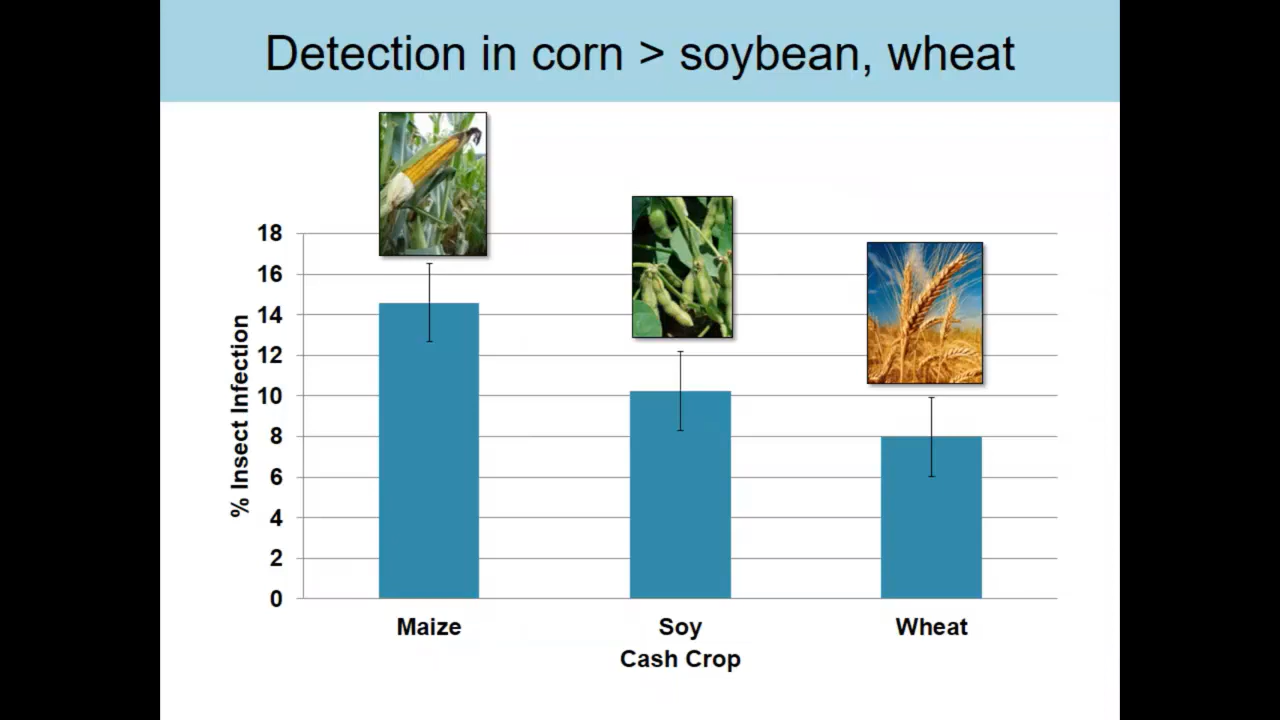 Detection in corn > soybean, wheat
18
16
14
12
10
8
6
4
2
0
% Insect Infection
Maize
Soy
Wheat
Cash Crop